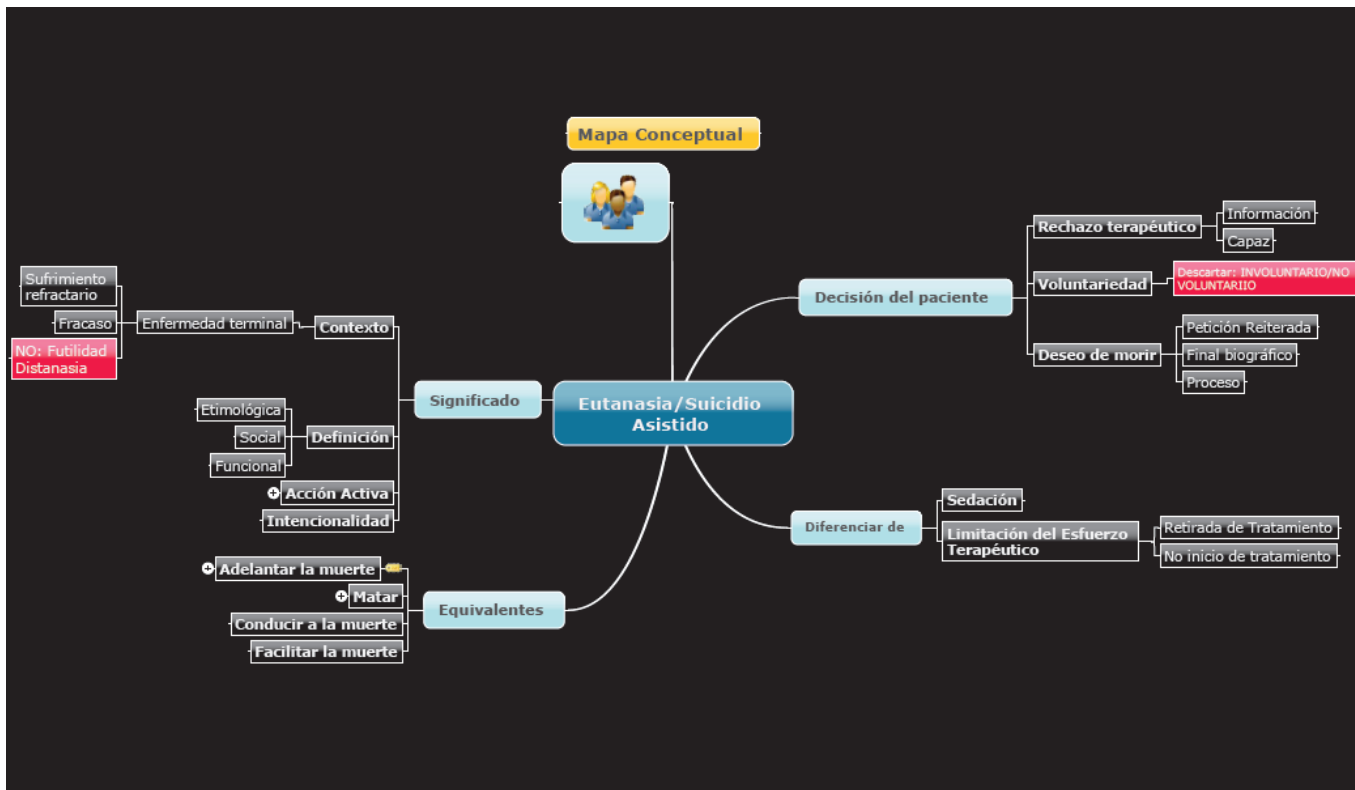 Mapa Conceptual
Eutanasia/Suicidio
Asistido
Decisión del paciente
Rechazo terapéutico
Información
Capaz
Voluntariedad
Descartar: INVOLUNTARIO/NO
VOLUNTARIIO
Deseo de morir
Petición Reiterada
Final biográfico
Proceso
Diferenciar de
Sedación
Limitación del Esfuerzo
Terapéutico
Retirada de Tratamiento
No inicio de tratamiento
Significado
Contexto
Enfermedad terminal
Sufrimiento
refractario
Fracaso
NO: Futilidad
Distanasia
Definición
Etimológica
Social
Funcional
Acción Activa
Intencionalidad
Equivalentes
Adelantar la muerte
Matar
Conducir a la muerte
Facilitar la muerte